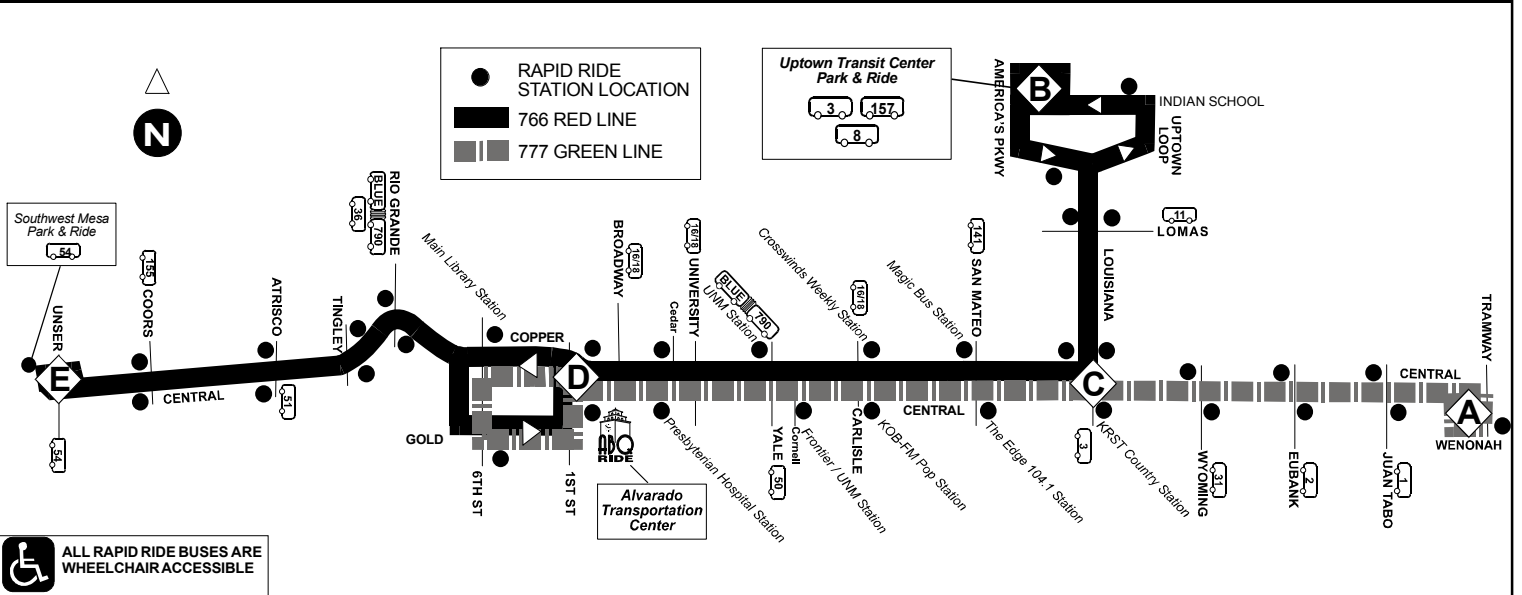 RAPID RIDE
STATION LOCATION
766 RED LINE
777 GREEN LINE
N
Uptown Transit Center
Park & Ride
3
157
8
AMERICA'S PKWY
B
INDIAN SCHOOL
UPTOWN
LOOP
11
LOMAS
LOUISIANA
Southwest Mesa
Park & Ride
54
UNSER
E
54
155
COORS
ATRISCO
51
CENTRAL
TINGLEY
36
BLUE
790
RIO GRANDE
Main Library Station
COPPER
GOLD
6TH ST
1ST ST
D
ABQ
RIDE
Alvarado
Transportation
Center
BROADWAY
16/18
Cedar
16/18
UNIVERSITY
Presbyterian Hospital Station
BLUE
790
UNM Station
YALE
50
Cornell
Frontier / UNM Station
Crosswinds Weekly Station
16/18
CARLISLE
KOB-FM Pop Station
Magic Bus Station
141
SAN MATEO
CENTRAL
The Edge 104.1 Station
C
3
KRST Country Station
WYOMING
31
EUBANK
2
JUAN TABO
1
CENTRAL
TRAMWAY
A
WENONAH
ALL RAPID RIDE BUSES ARE
WHEELCHAIR ACCESSIBLE